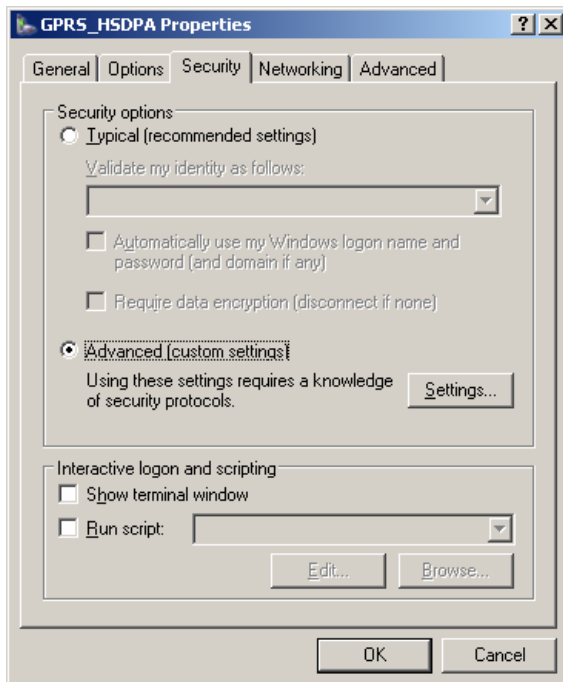 GPRS_HSDPA Properties
General Options Security Networking Advanced
Security options
Typical (recommended settings)
Validate my identity as follows:
Automatically use my Windows logon name and
password (and domain if any)
Require data encryption (disconnect if none)
Advanced (custom settings)
Using these settings requires a knowledge
of security protocols.
Settings...
Interactive logon and scripting
Show terminal window
Run script:
Edit... Browse...
OK Cancel